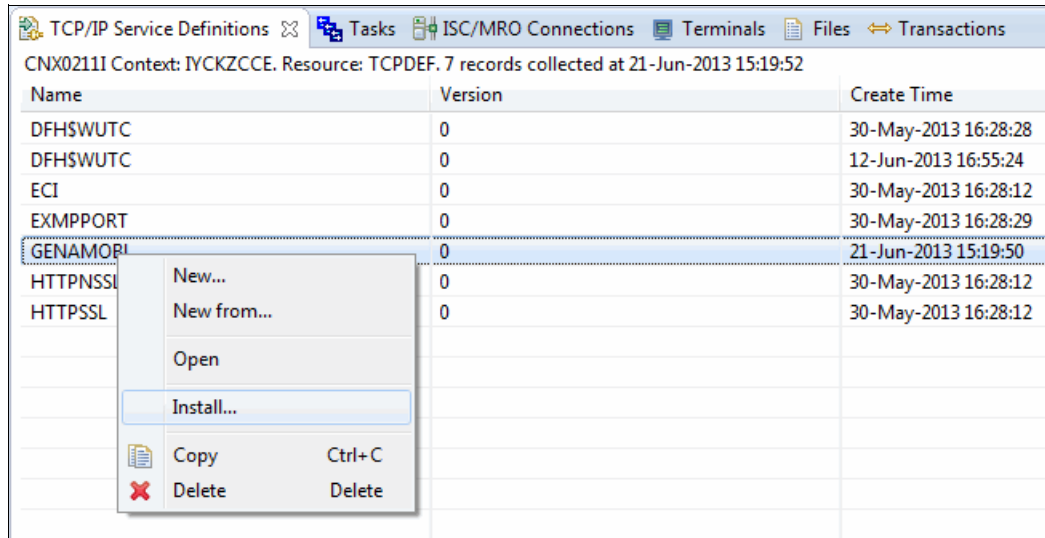 TCP/IP Service Definitions Tasks ISC/MRO Connections Terminals Files Transactions
CNX0211I Context: IYCKZCCE. Resource: TCPDEF. 7 records collected at 21-Jun-2013 15:19:52
Name Version Create Time
DFH$WUTC 0 30-May-2013 16:28:28
DFH$WUTC 0 12-Jun-2013 16:55:24
ECI 0 30-May-2013 16:28:12
EXMPPORT 0 30-May-2013 16:28:29
GENAMOBI 0 21-Jun-2013 15:19:50
HTTPNSSL 0 30-May-2013 16:28:12
HTTPSSL 0 30-May-2013 16:28:12
New...
New from...
Open
Install...
Copy Ctrl+C
Delete Delete